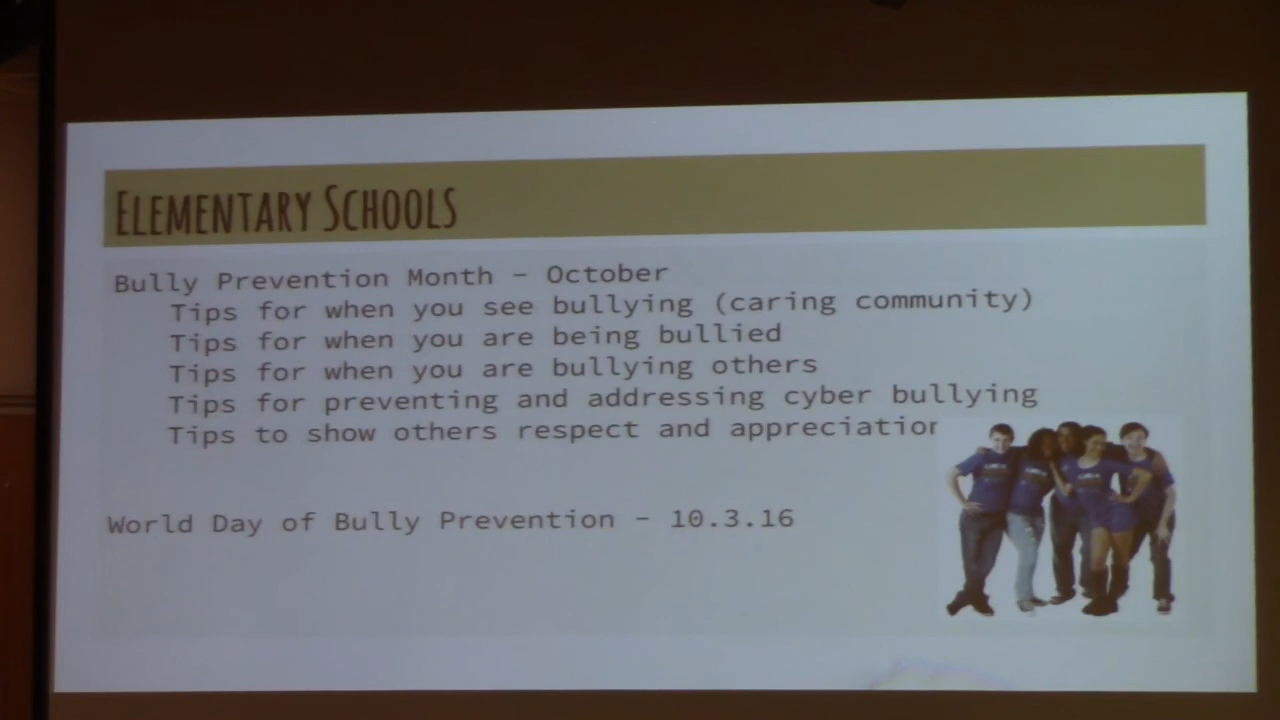 Elementary Schools
Bully Prevention Month – October
Tips for when you see bullying (caring community)
Tips for when you are being bullied
Tips for when you are bullying others
Tips for preventing and addressing cyber bullying
Tips to show others respect and appreciation
World Day of Bully Prevention – 10.3.16